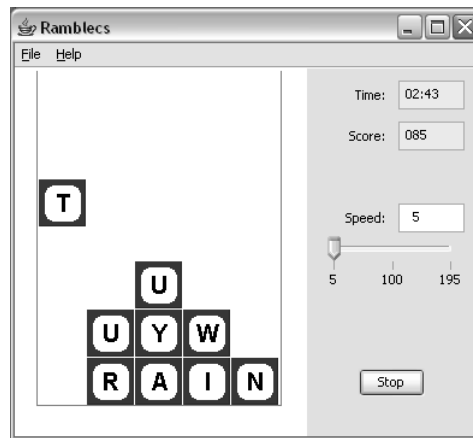 Ramblecs
File Help
Time: 02:43
Score: 085
T
Speed: 5
U
5 100 195
U Y W
R A I N
Stop